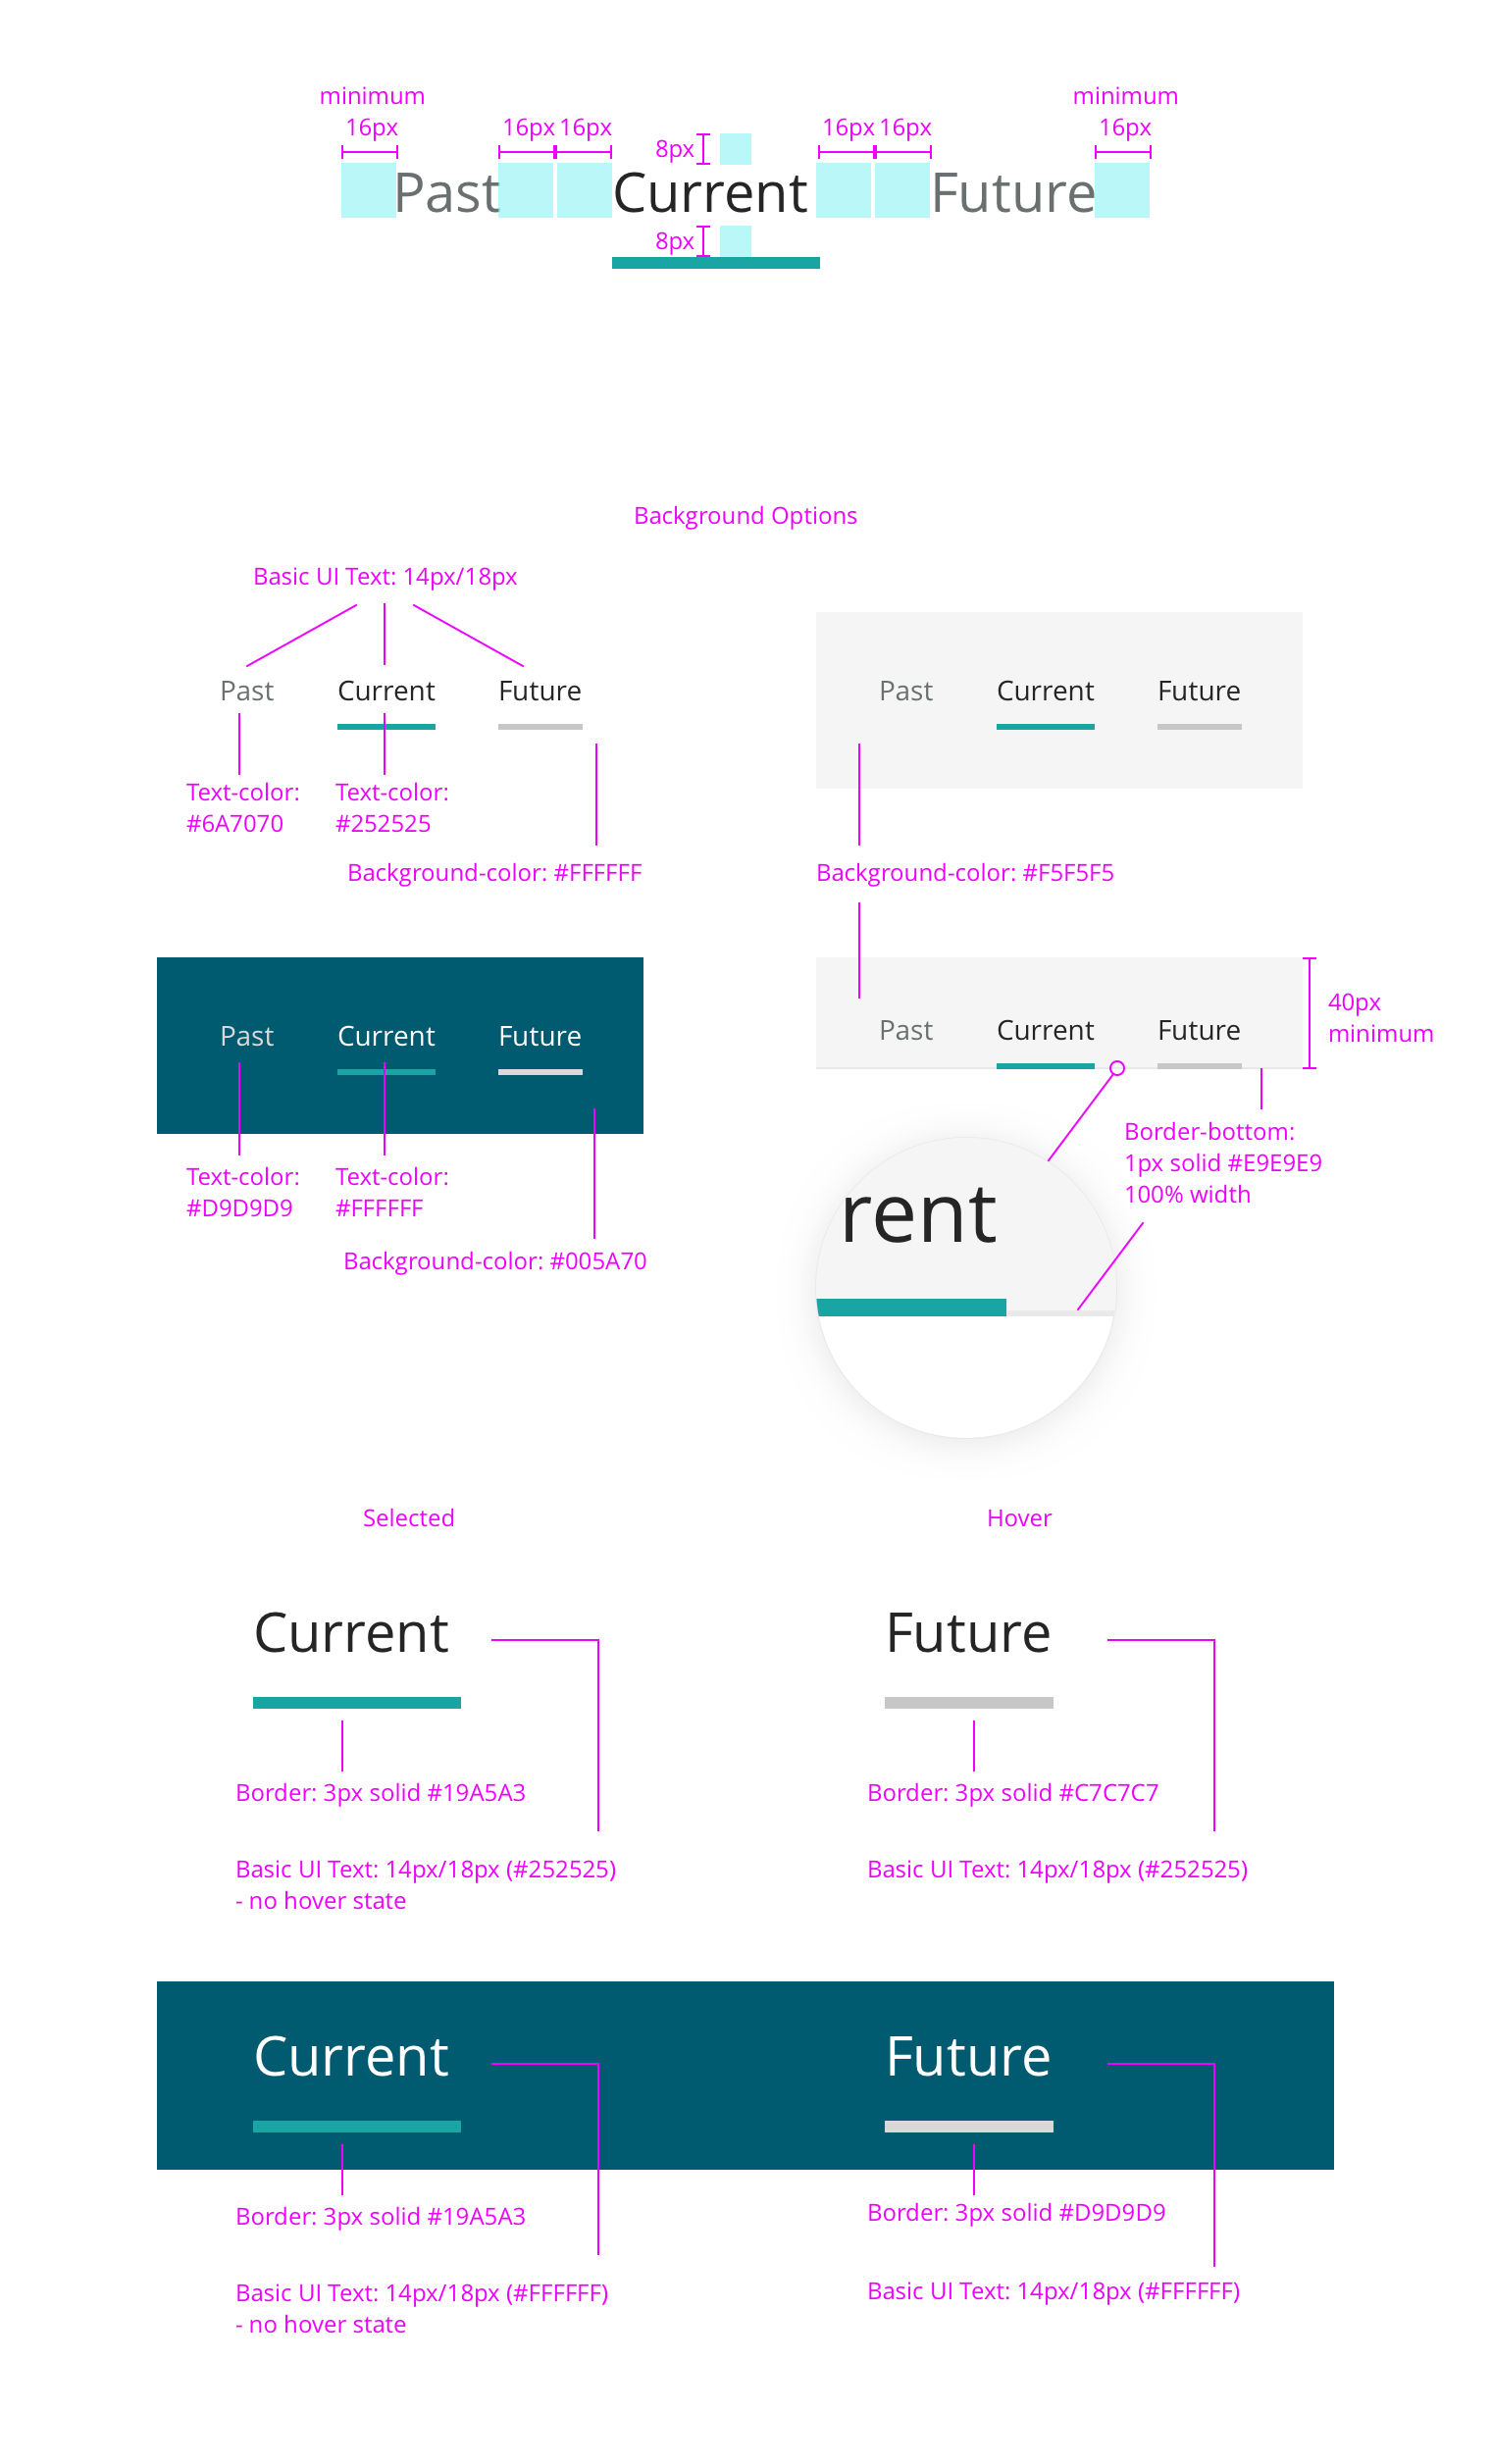 minimum
16px
16px
16px
8px
16px
16px
minimum
16px
Past
Current
Future
8px
Background Options
Basic UI Text: 14px/18px
Past
Current
Future
Text-color:
#6A7070
Text-color:
#252525
Background-color: #FFFFFF
Past
Current
Future
Background-color: #F5F5F5
Past
Current
Future
Text-color:
#D9D9D9
Text-color:
#FFFFFF
Background-color: #005A70
Past
Current
Future
40px
minimum
Border-bottom:
1px solid #E9E9E9
100% width
rent
Selected
Hover
Current
Future
Border: 3px solid #19A5A3
Border: 3px solid #C7C7C7
Basic UI Text: 14px/18px (#252525)
- no hover state
Basic UI Text: 14px/18px (#252525)
Current
Future
Border: 3px solid #19A5A3
Border: 3px solid #D9D9D9
Basic UI Text: 14px/18px (#FFFFFF)
- no hover state
Basic UI Text: 14px/18px (#FFFFFF)